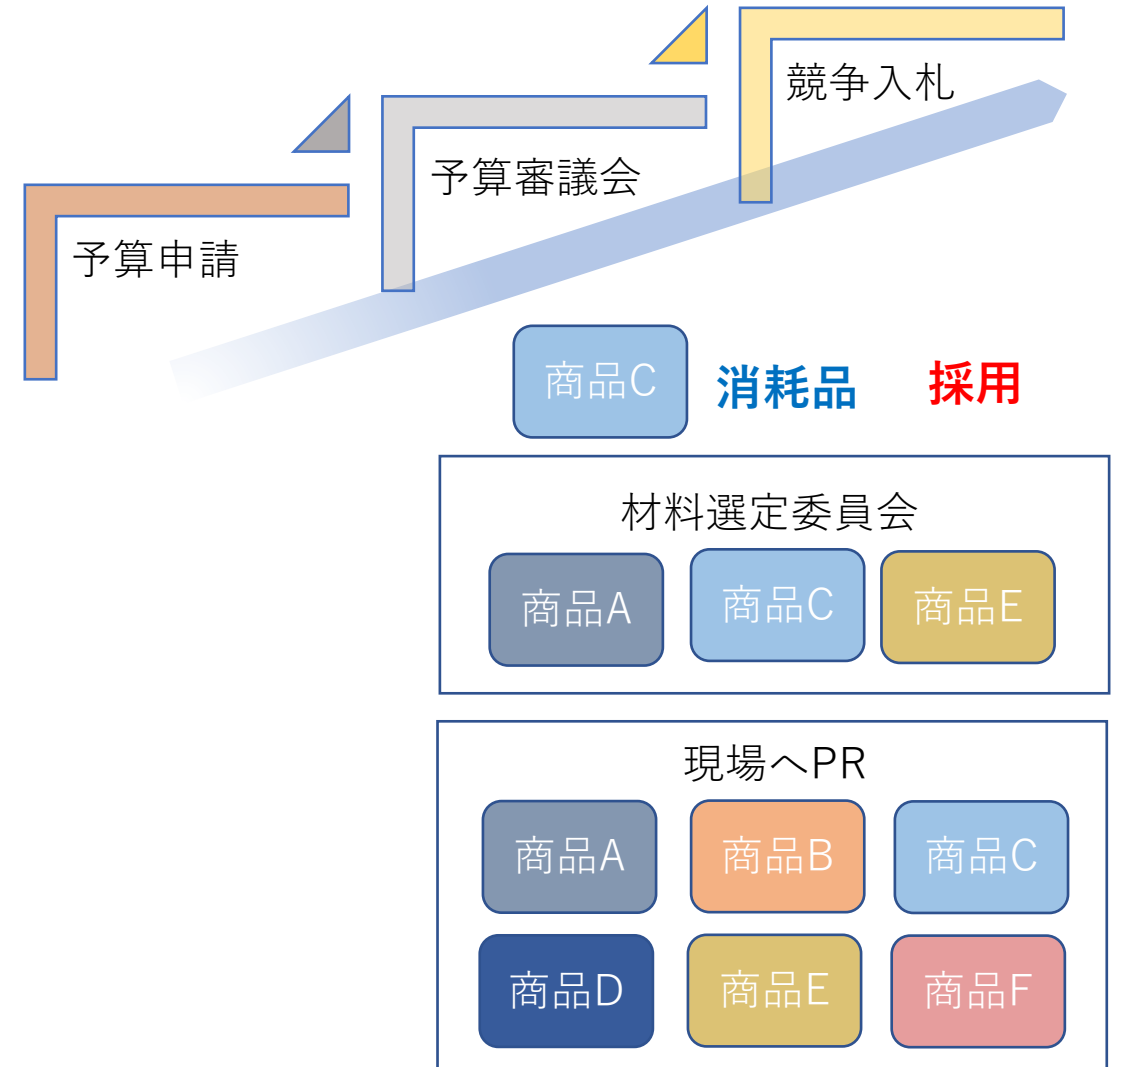 競争入札
予算審議会
予算申請
商品C 消耗品 採用
材料選定委員会
商品A 商品C 商品E
現場へPR
商品A 商品B 商品C
商品D 商品E 商品F